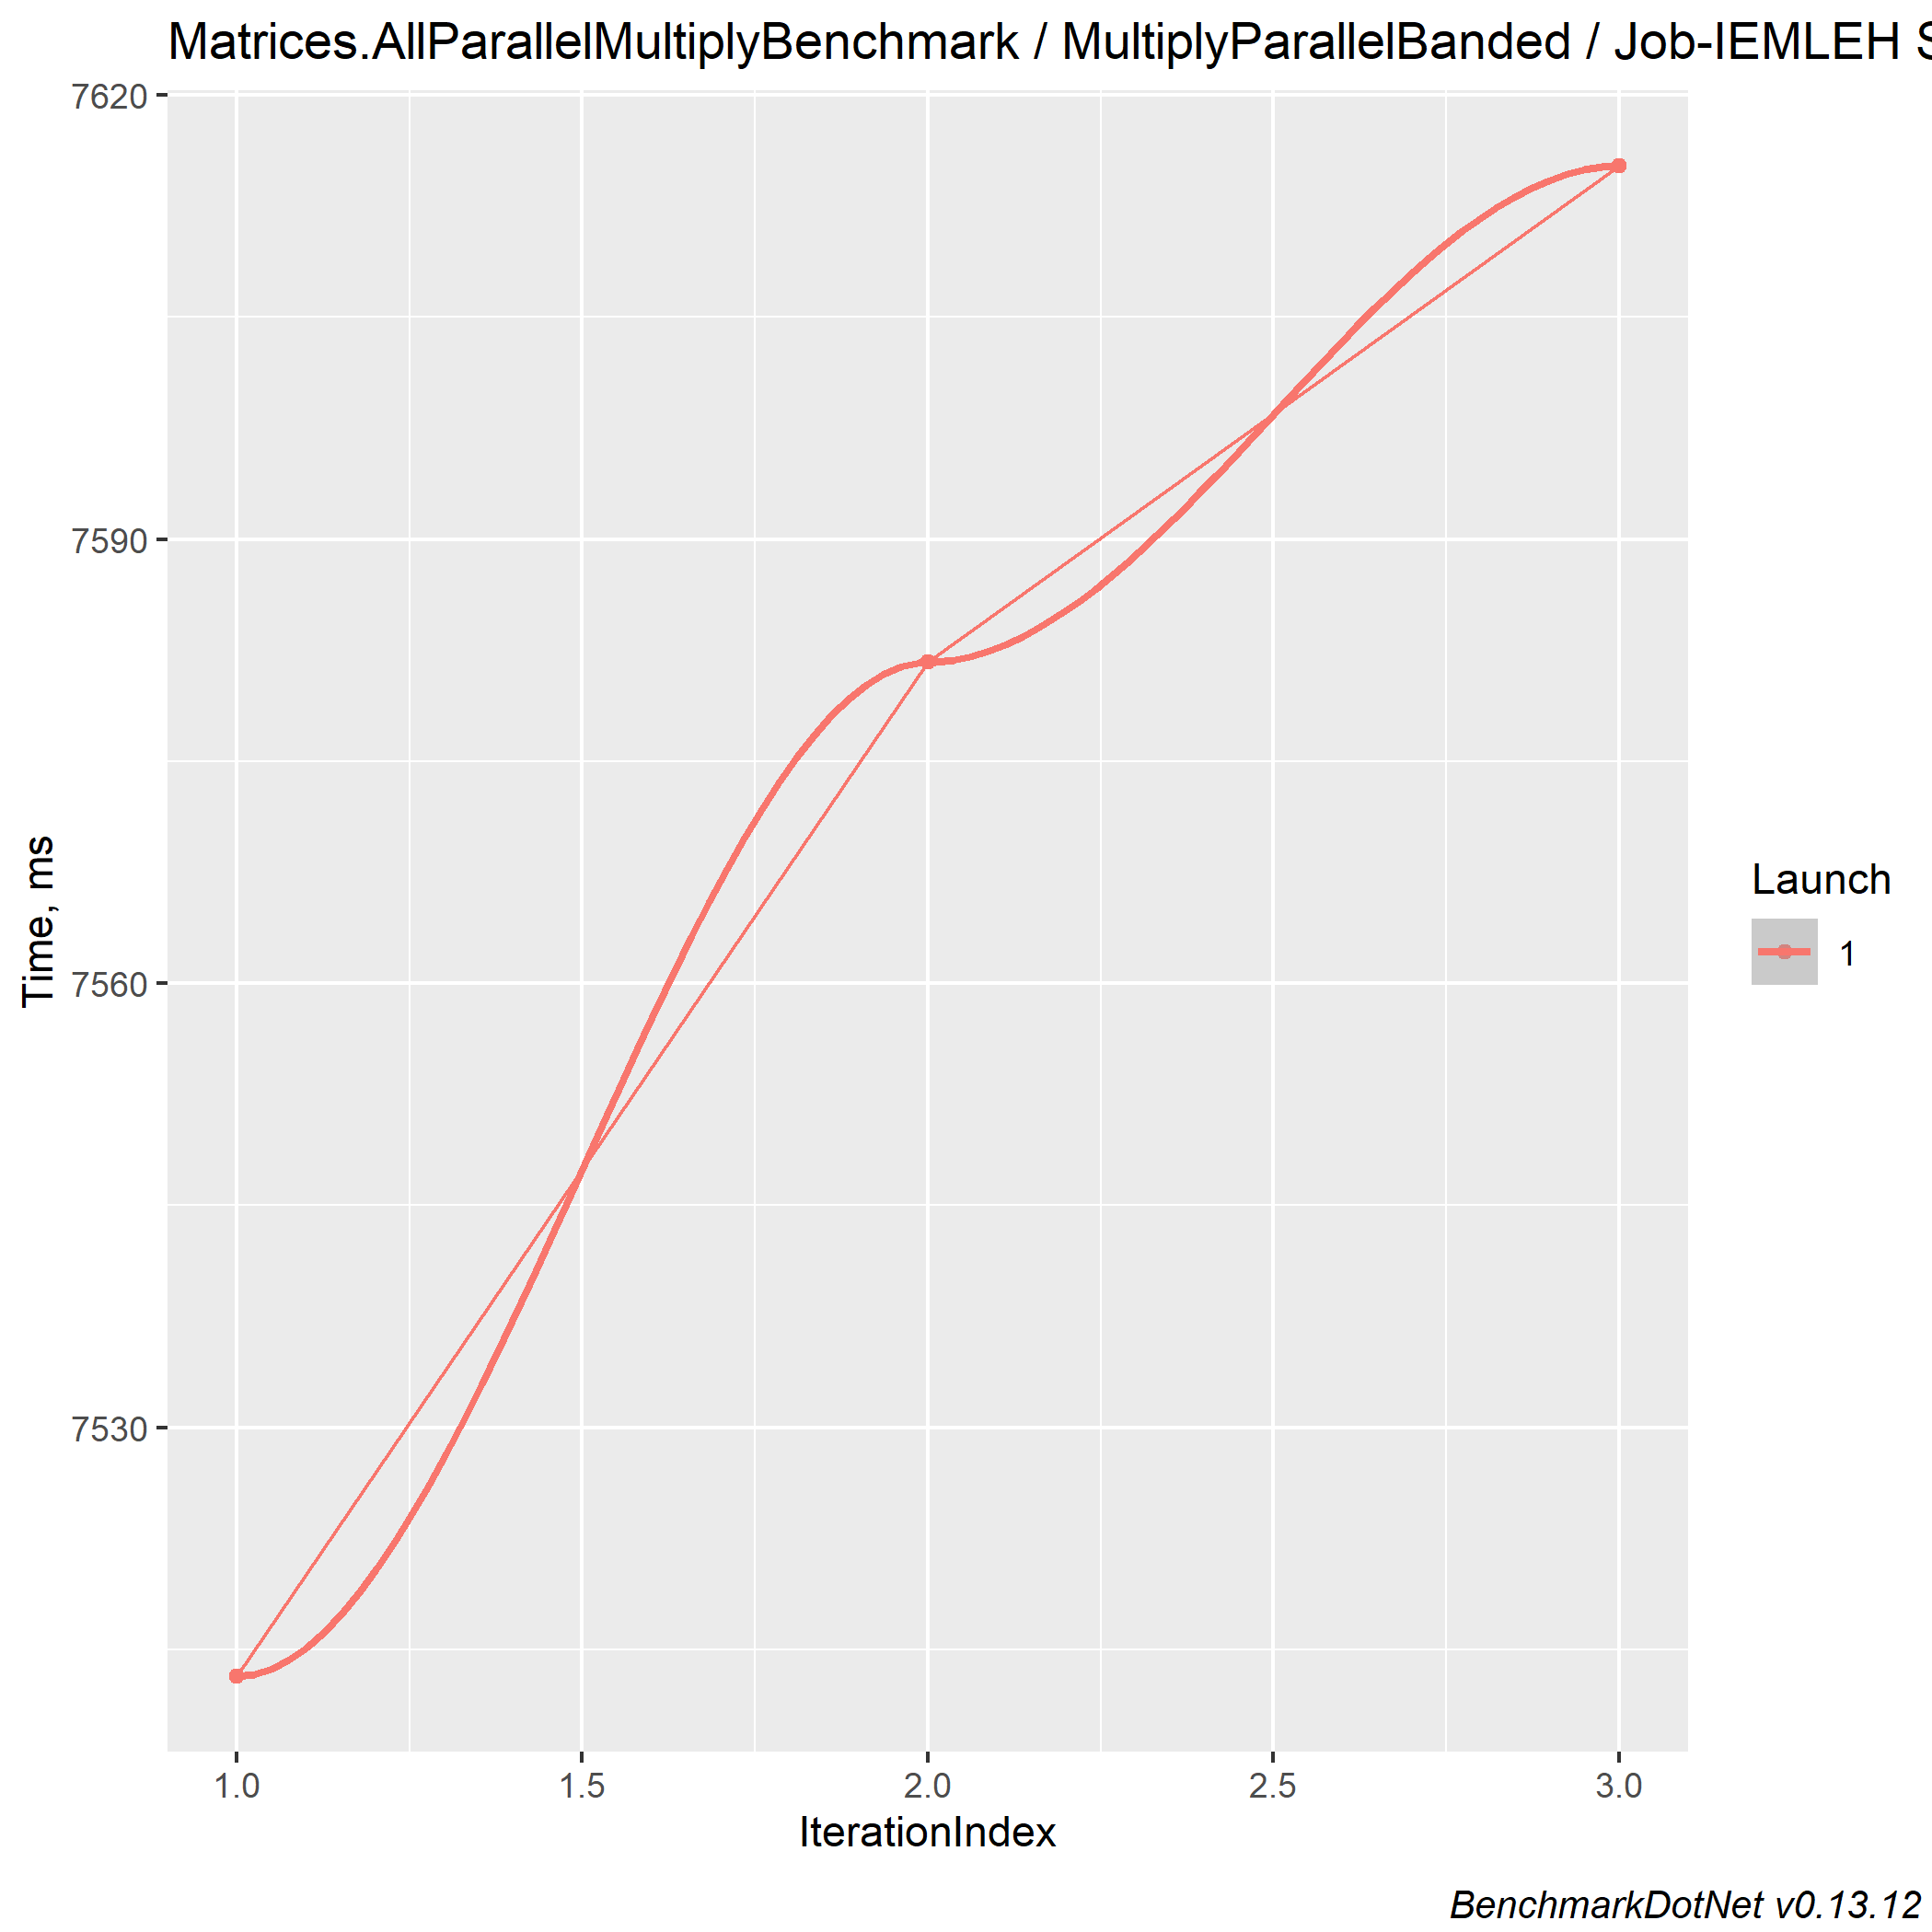 Matrices.AllParallelMultiplyBenchmark / MultiplyParallelBanded / Job-IEMLEH S
7620
7590
7560
7530
Time, ms
1.0 1.5 2.0 2.5 3.0
IterationIndex
Launch
1
BenchmarkDotNet v0.13.12